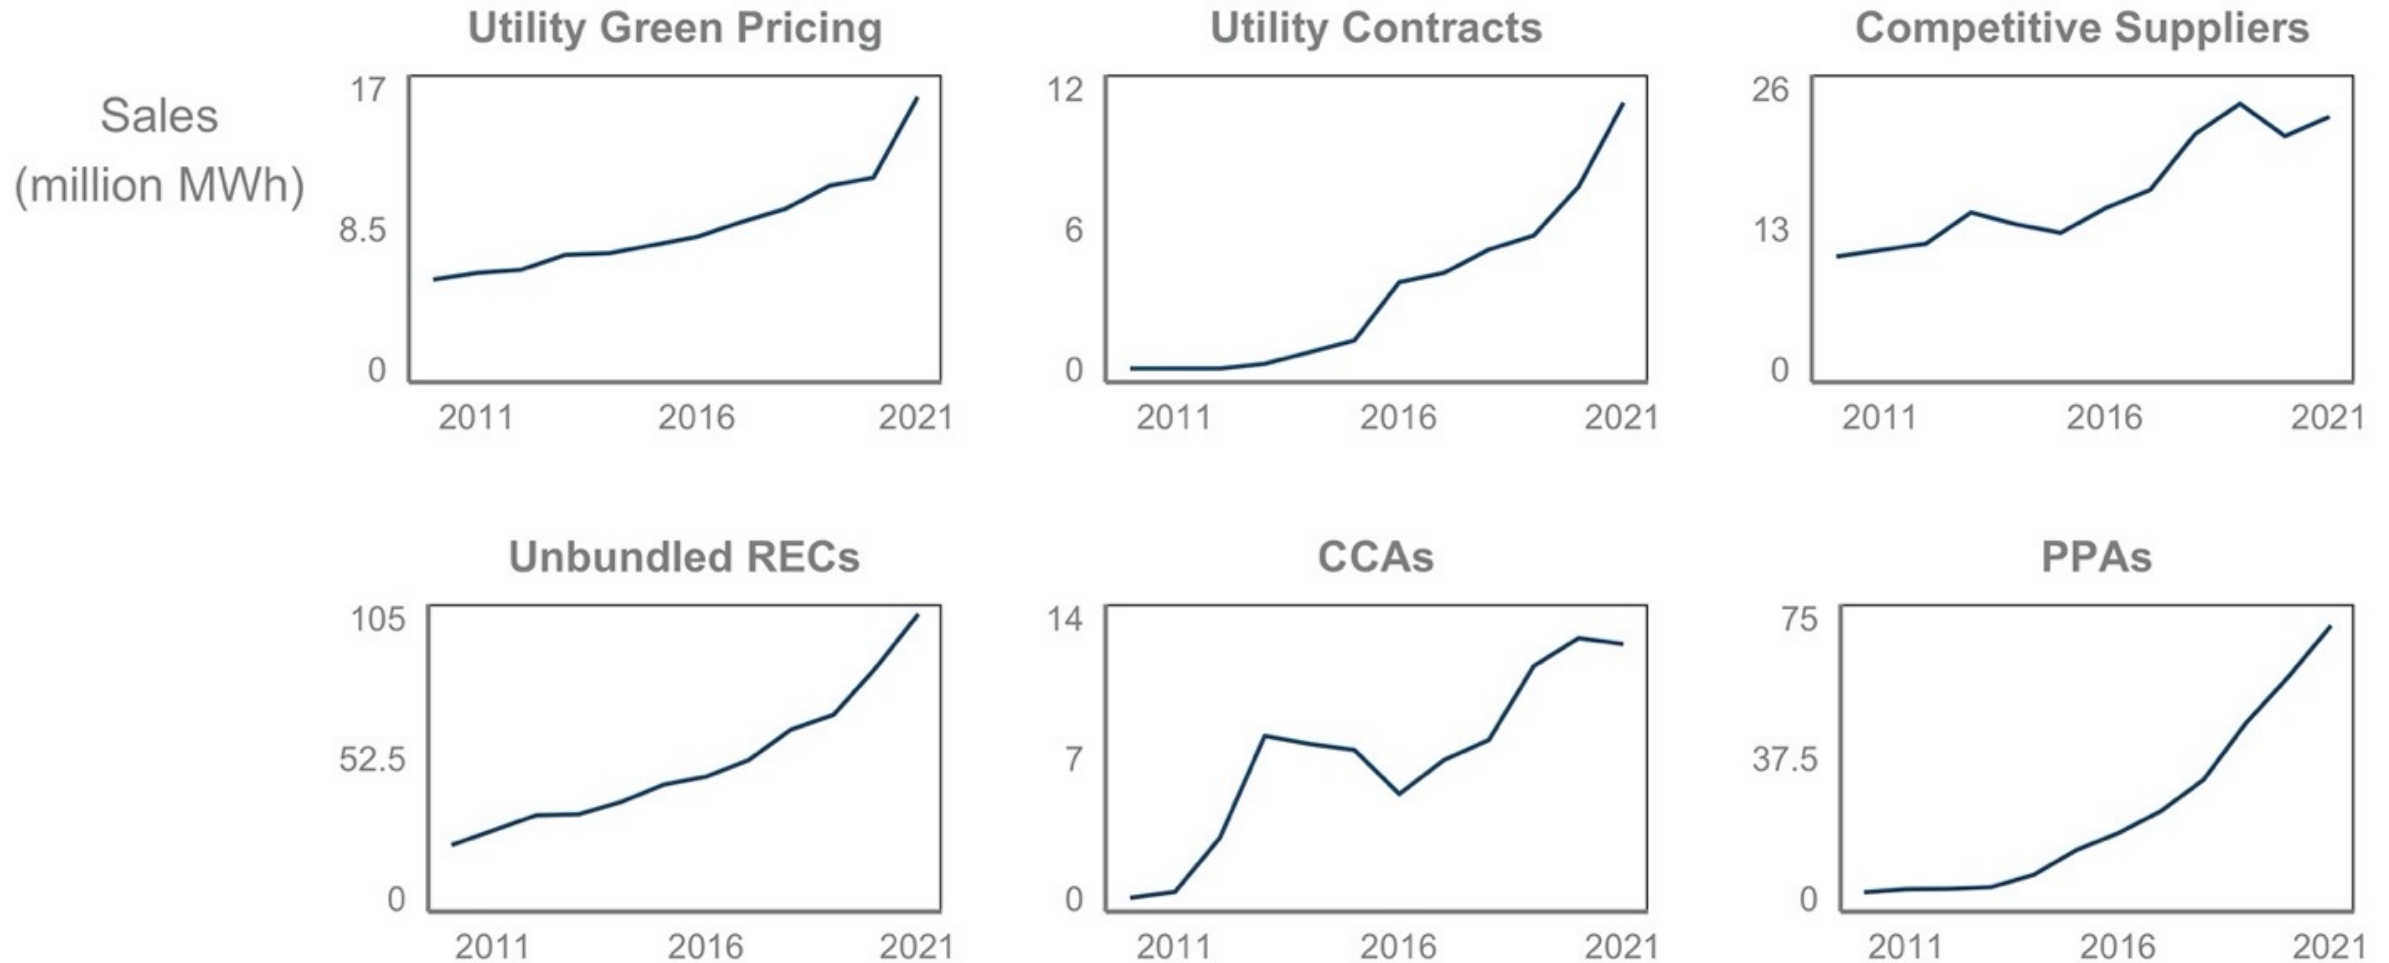 Utility Green Pricing
Utility Contracts
Competitive Suppliers
Sales
(million MWh)
17
8.5
0
2011 2016 2021
12
6
0
2011 2016 2021
26
13
0
2011 2016 2021
Unbundled RECs
CCAs
PPAs
105
52.5
0
2011 2016 2021
14
7
0
2011 2016 2021
75
37.5
0
2011 2016 2021